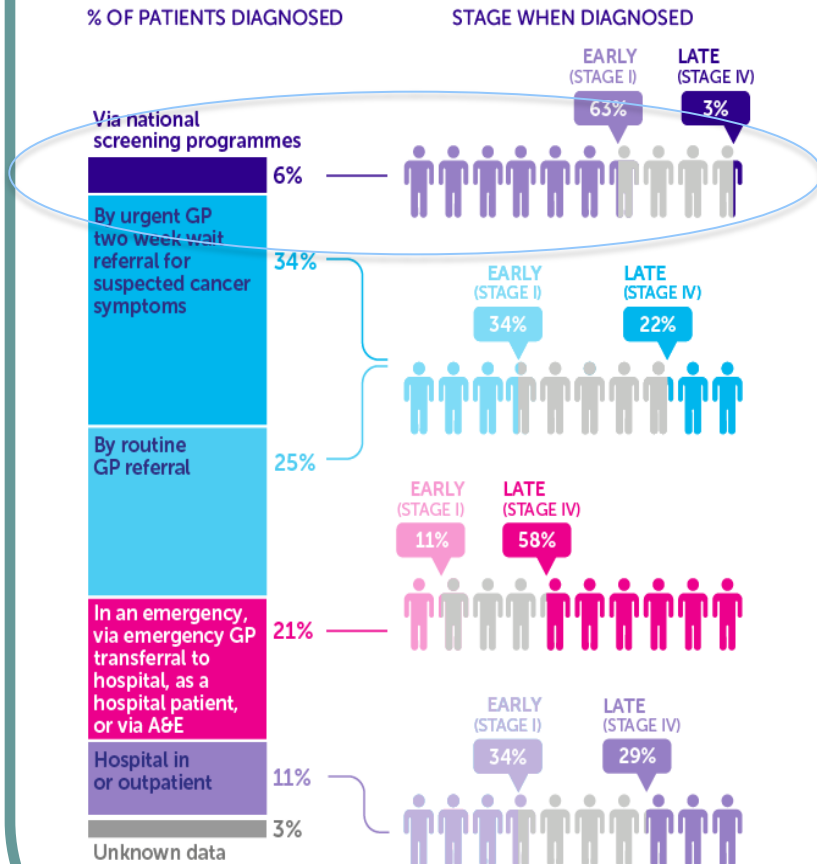 % OF PATIENTS DIAGNOSED
STAGE WHEN DIAGNOSED
EARLY
(STAGE I)
LATE
(STAGE IV)
63%
3%
Via national
screening programmes
6%
By urgent GP
two week wait
referral for
suspected cancer
symptoms
34%
EARLY
(STAGE I)
LATE
(STAGE IV)
34%
22%
By routine
GP referral
25%
EARLY
(STAGE I)
LATE
(STAGE IV)
11%
58%
In an emergency,
via emergency GP
transferral to
hospital, as a
hospital patient,
or via A&E
21%
EARLY
(STAGE I)
LATE
(STAGE IV)
34%
29%
Hospital in
or outpatient
11%
3%
Unknown data